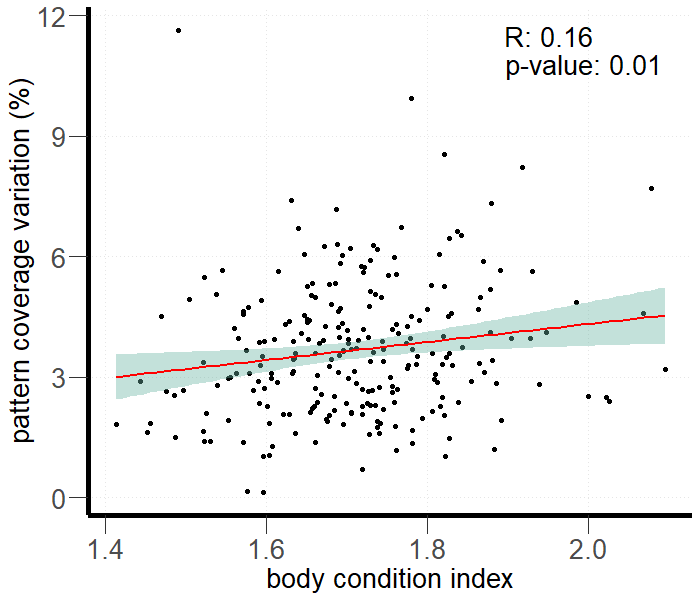 R: 0.16
p-value: 0.01
pattern coverage variation (%)
12
9
6
3
0
1.4 1.6 1.8 2.0
body condition index